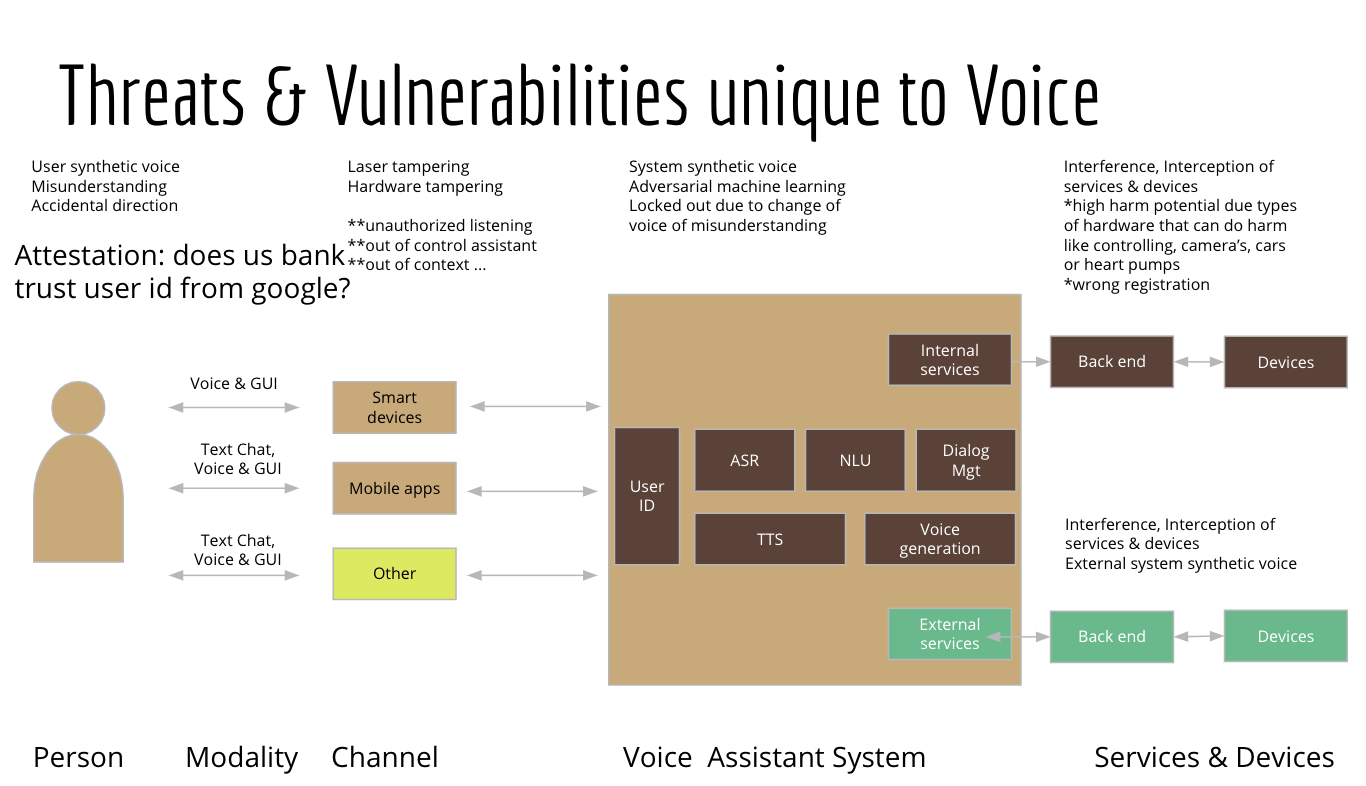 Threats & Vulnerabilities unique to Voice
User synthetic voice
Misunderstanding
Accidental direction
Attestation: does us bank
trust user id from google?
Laser tampering
Hardware tampering
**unauthorized listening
**out of control assistant
**out of context ...
System synthetic voice
Adversarial machine learning
Locked out due to change of
voice of misunderstanding
Interference, Interception of
services & devices
*high harm potential due types
of hardware that can do harm
like controlling, camera’s, cars
or heart pumps
*wrong registration
Voice & GUI
Text Chat,
Voice & GUI
Text Chat,
Voice & GUI
Smart
devices
Mobile apps
Other
Internal
services
User
ID
ASR
NLU
Dialog
Mgt
TTS
Voice
generation
External
services
Back end
Devices
Interference, Interception of
services & devices
External system synthetic voice
Back end
Devices
Person
Modality
Channel
Voice  Assistant System
Services & Devices